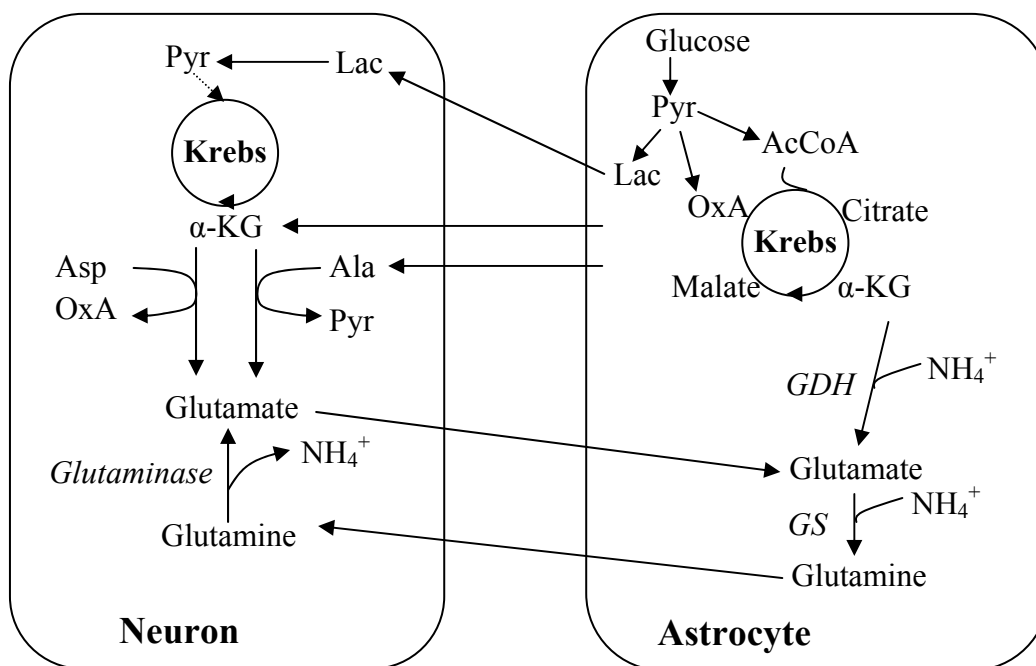 Pyr
Lac
Krebs
α-KG
Asp
Ala
OxA
Pyr
Glutamate
Glutaminase
NH₄⁺
Glutamine
Neuron
Glucose
Pyr
AcCoA
Lac
OxA
Citrate
Krebs
Malate
α-KG
GDH
NH₄⁺
Glutamate
GS
NH₄⁺
Glutamine
Astrocyte